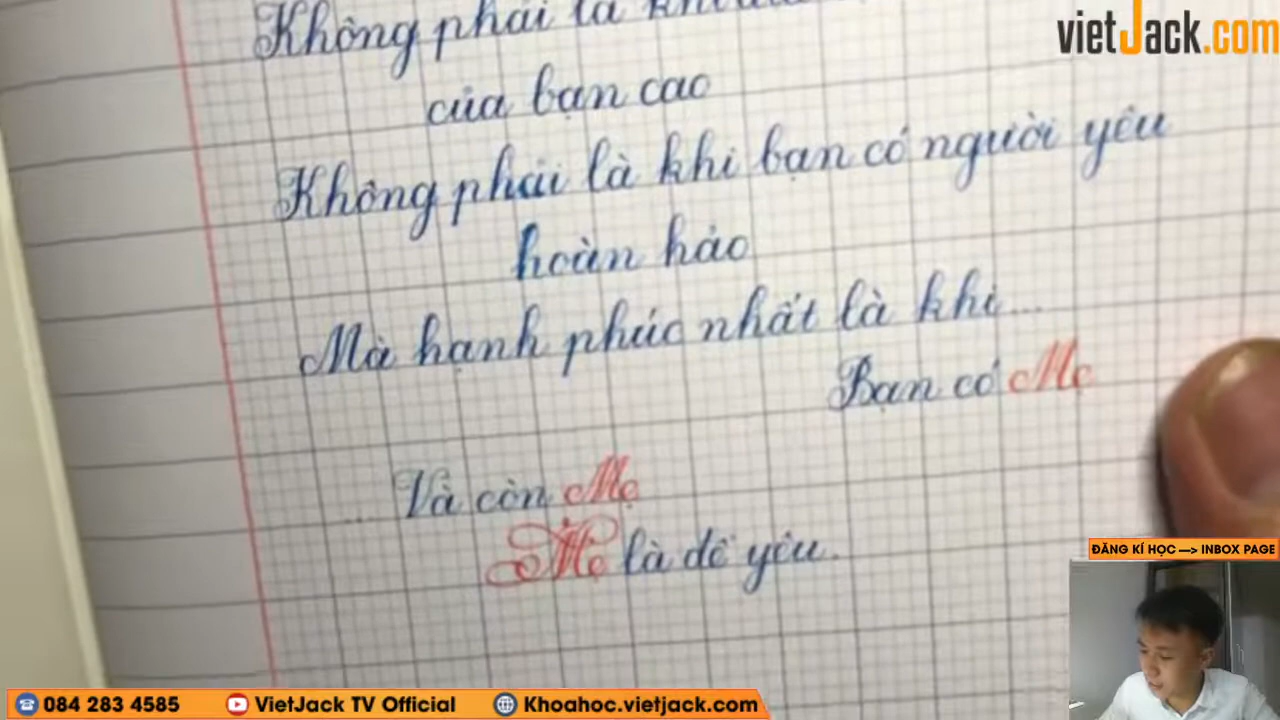 Không phải là khi
của bạn cao
Không phải là khi bạn có người yêu
hoàn hảo
Mà hạnh phúc nhất là khi...
Bạn có Mẹ
... Và còn Mẹ
Mẹ là để yêu.
vietJack.com
ĐĂNG KÍ HỌC —> INBOX PAGE
084 283 4585
VietJack TV Official
Khoahoc.vietjack.com